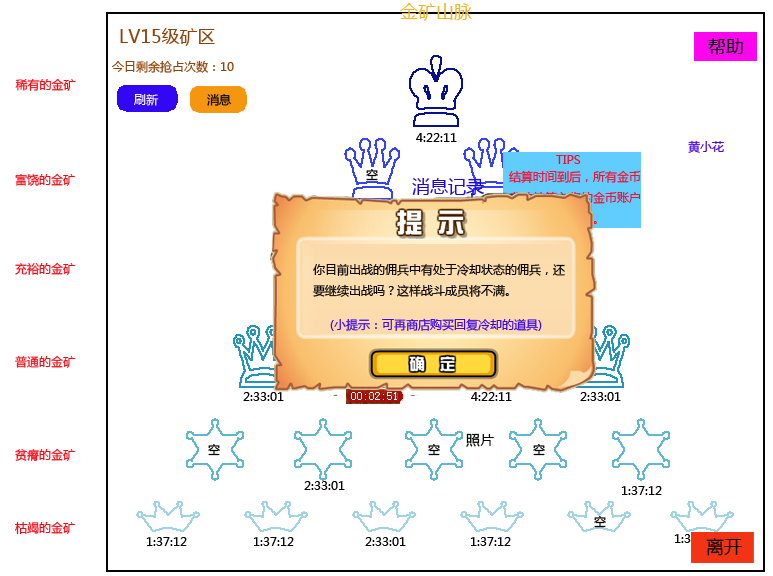 金矿山脉
LV15级矿区
帮助
今日剩余抢占次数：10
稀有的金矿
刷新
消息
4:22:11
黄小花
TIPS
富饶的金矿
空
消息记录
结算时间到后，所有金币
金币账户
提示
充裕的金矿
你目前出战的佣兵中有处于冷却状态的佣兵，还
要继续出战吗？这样战斗成员将不满。
(小提示：可再商店购买回复冷却的道具)
普通的金矿
确定
2:33:01
00:02:51
4:22:11
2:33:01
贫瘠的金矿
空
空
照片
空
2:33:01
1:37:12
枯竭的金矿
空
1:37:12
1:37:12
2:33:01
1:37:12
离开